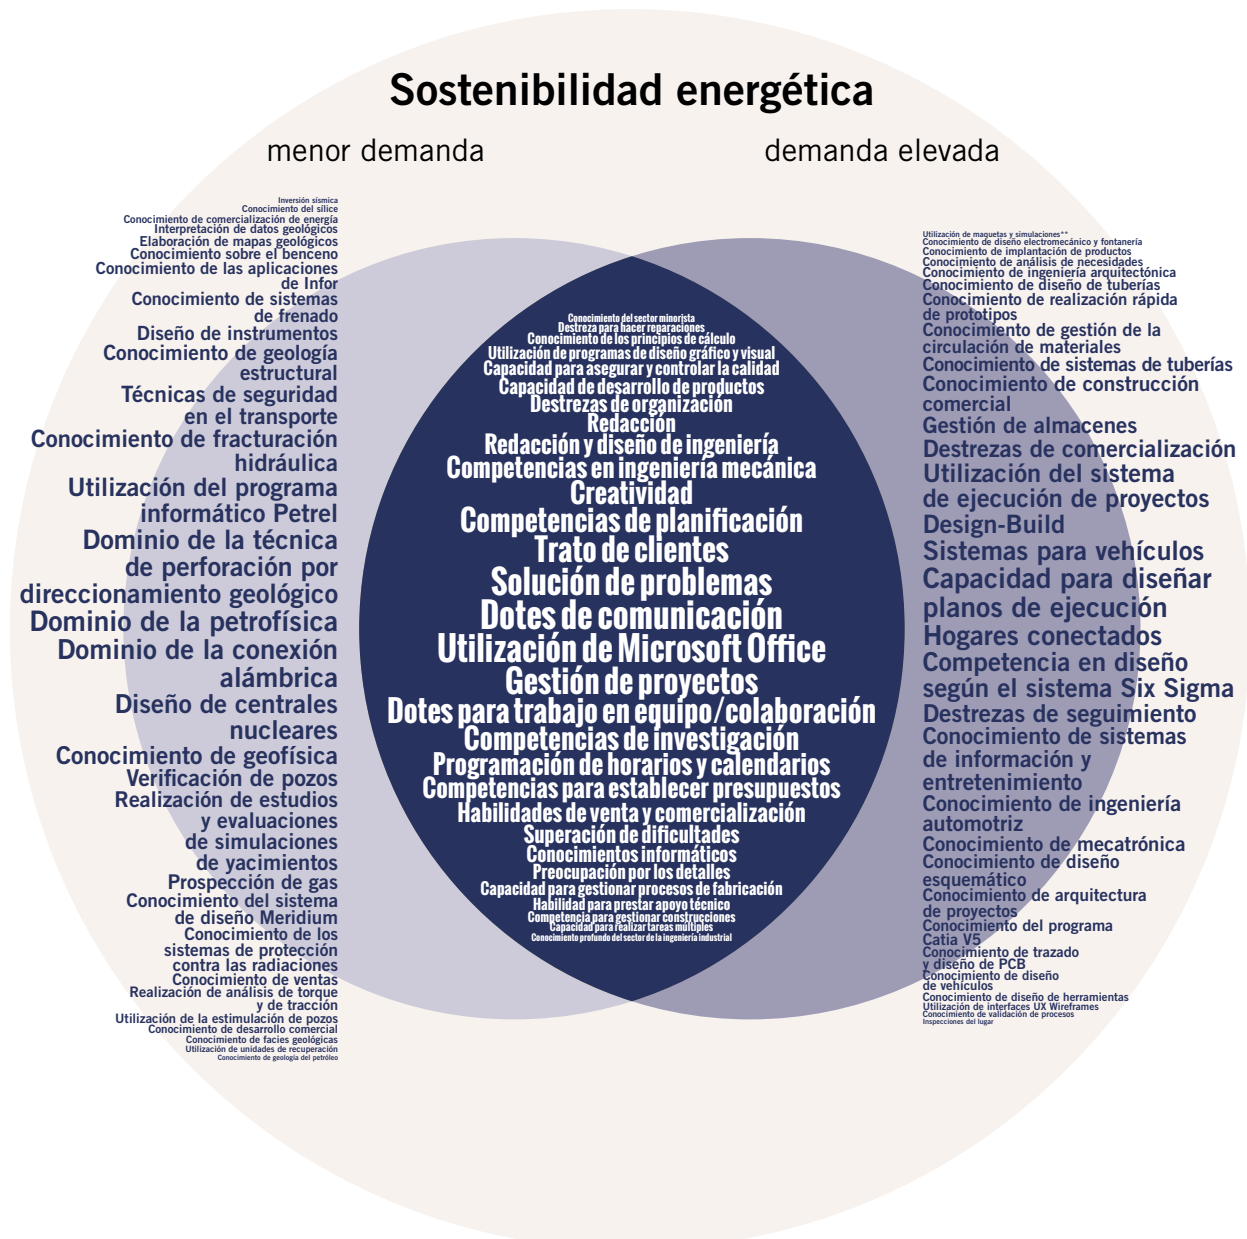 Sostenibilidad energética
menor demanda
demanda elevada
Inversión sísmica
Conocimiento del sílice
Conocimiento de comercialización de energía
Interpretación de datos geológicos
Elaboración de mapas geológicos
Conocimiento sobre el benceno
Conocimiento de las aplicaciones
de Infor
Conocimiento de sistemas
de frenado
Diseño de instrumentos
Conocimiento de geología
estructural
Técnicas de seguridad
en el transporte
Conocimiento de fracturación
hidráulica
Utilización del programa
informático Petrel
Dominio de la técnica
de perforación por
direccionamiento geológico
Dominio de la petrofísica
Dominio de la conexión
alámbrica
Diseño de centrales
nucleares
Conocimiento de geofísica
Verificación de pozos
Realización de estudios
y evaluaciones
de simulaciones
de yacimientos
Prospección de gas
Conocimiento del sistema
de diseño Meridium
Conocimiento de los
sistemas de protección
contra las radiaciones
Conocimiento de ventas
Realización de análisis de torque
y de tracción
Utilización de la estimulación de pozos
Conocimiento de desarrollo comercial
Conocimiento de facies geológicas
Utilización de unidades de recuperación
Conocimiento de geología del petróleo
Conocimiento del sector minorista
Destreza para hacer reparaciones
Conocimiento de los principios de cálculo
Utilización de programas de diseño gráfico y visual
Capacidad para asegurar y controlar la calidad
Capacidad de desarrollo de productos
Destrezas de organización
Redacción
Redacción y diseño de ingeniería
Competencias en ingeniería mecánica
Creatividad
Competencias de planificación
Trato de clientes
Solución de problemas
Dotes de comunicación
Utilización de Microsoft Office
Gestión de proyectos
Dotes para trabajo en equipo/colaboración
Competencias de investigación
Programación de horarios y calendarios
Competencias para establecer presupuestos
Habilidades de venta y comercialización
Superación de dificultades
Conocimientos informáticos
Preocupación por los detalles
Capacidad para gestionar procesos de fabricación
Habilidad para prestar apoyo técnico
Competencia para gestionar construcciones
Capacidad para realizar tareas múltiples
Conocimiento profundo del sector de la ingeniería industrial
Utilización de maquetas y simulaciones**
Conocimiento de diseño electromecánico y fontanería
Conocimiento de implantación de productos
Conocimiento de análisis de necesidades
Conocimiento de ingeniería arquitectónica
Conocimiento de diseño de tuberías
Conocimiento de realización rápida
de prototipos
Conocimiento de gestión de la
circulación de materiales
Conocimiento de sistemas de tuberías
Conocimiento de construcción
comercial
Gestión de almacenes
Destrezas de comercialización
Utilización del sistema
de ejecución de proyectos
Design-Build
Sistemas para vehículos
Capacidad para diseñar
planos de ejecución
Hogares conectados
Competencia en diseño
según el sistema Six Sigma
Destrezas de seguimiento
Conocimiento de sistemas
de información y
entretenimiento
Conocimiento de ingeniería
automotriz
Conocimiento de mecatrónica
Conocimiento de diseño
esquemático
Conocimiento de arquitectura
de proyectos
Conocimiento del programa
Catia V5
Conocimiento de trazado
y diseño de PCB
Conocimiento de diseño
de vehículos
Conocimiento de diseño de herramientas
Utilización de interfaces UX Wireframes
Conocimiento de validación de procesos
Inspecciones del lugar